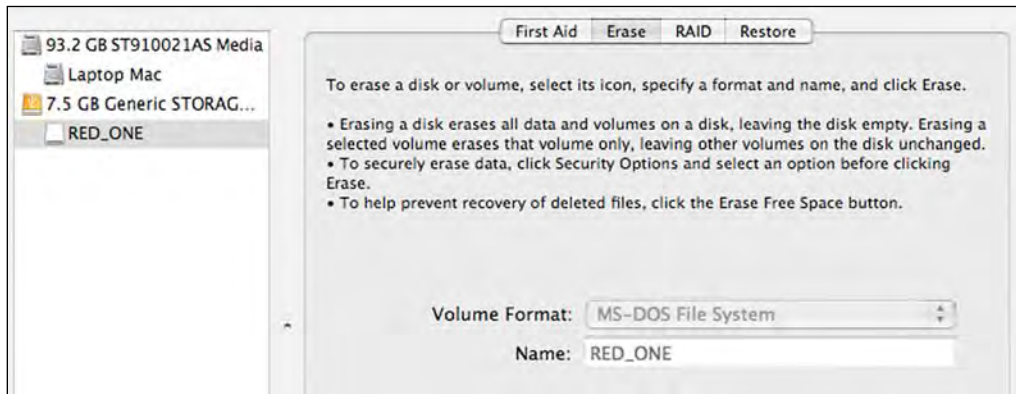 93.2 GB ST910021AS Media
Laptop Mac
7.5 GB Generic STORAG...
RED_ONE
First Aid Erase RAID Restore
To erase a disk or volume, select its icon, specify a format and name, and click Erase.
• Erasing a disk erases all data and volumes on a disk, leaving the disk empty. Erasing a
selected volume erases that volume only, leaving other volumes on the disk unchanged.
• To securely erase data, click Security Options and select an option before clicking
Erase.
• To help prevent recovery of deleted files, click the Erase Free Space button.
Volume Format: MS-DOS File System
Name: RED_ONE